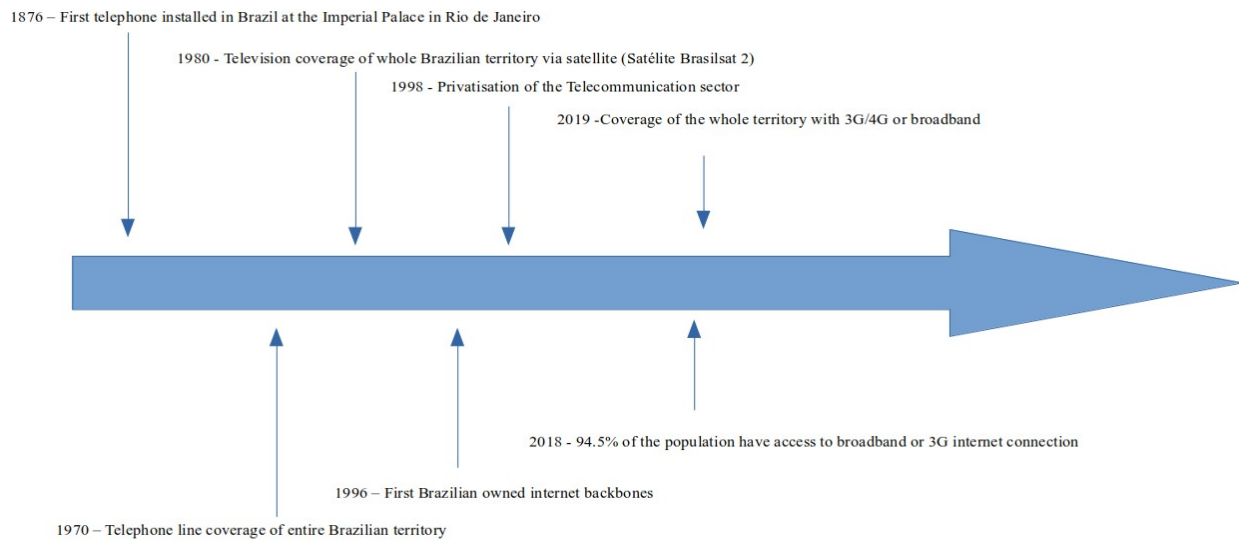 1876 – First telephone installed in Brazil at the Imperial Palace in Rio de Janeiro
1980 - Television coverage of whole Brazilian territory via satellite (Satélite Brasilsat 2)
1998 - Privatisation of the Telecommunication sector
2019 -Coverage of the whole territory with 3G/4G or broadband
2018 - 94.5% of the population have access to broadband or 3G internet connection
1996 – First Brazilian owned internet backbones
1970 – Telephone line coverage of entire Brazilian territory